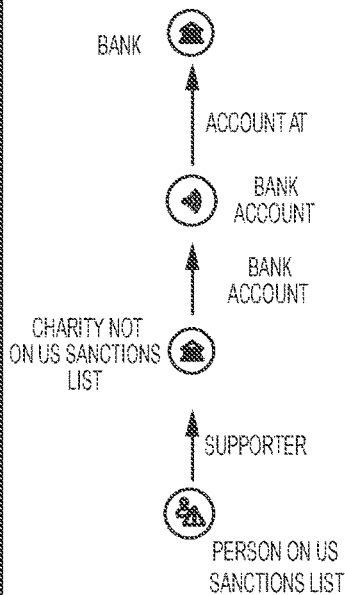 BANK
ACCOUNT AT
BANK
ACCOUNT
BANK
ACCOUNT
CHARITY NOT
ON US SANCTIONS
LIST
SUPPORTER
PERSON ON US
SANCTIONS LIST